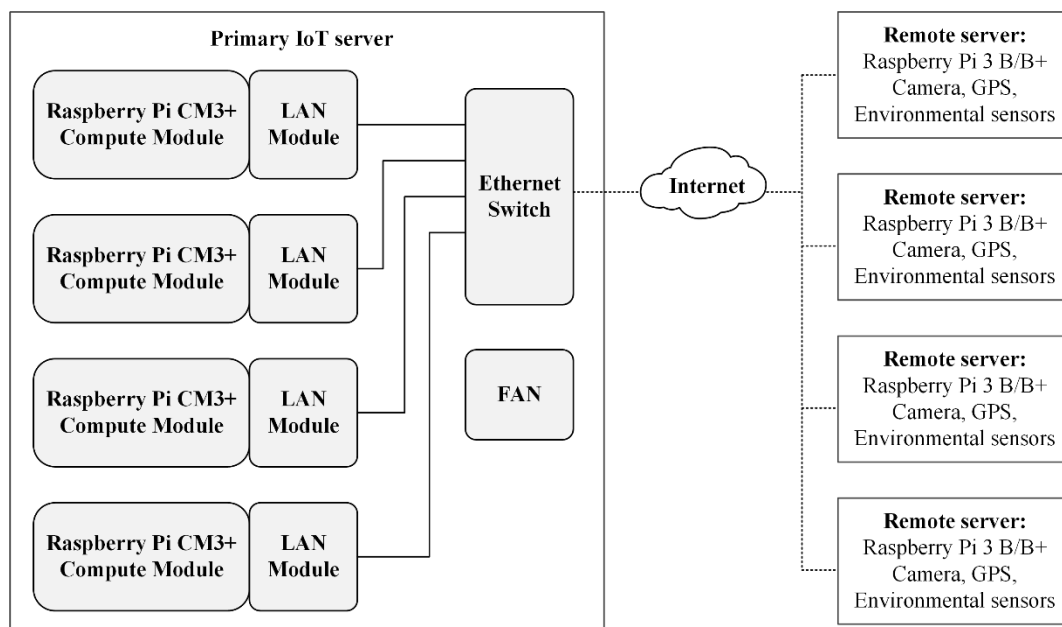 Primary IoT server
Raspberry Pi CM3+
Compute Module
LAN
Module
Raspberry Pi CM3+
Compute Module
LAN
Module
Raspberry Pi CM3+
Compute Module
LAN
Module
Raspberry Pi CM3+
Compute Module
LAN
Module
Ethernet
Switch
FAN
Internet
Remote server:
Raspberry Pi 3 B/B+
Camera, GPS,
Environmental sensors
Remote server:
Raspberry Pi 3 B/B+
Camera, GPS,
Environmental sensors
Remote server:
Raspberry Pi 3 B/B+
Camera, GPS,
Environmental sensors
Remote server:
Raspberry Pi 3 B/B+
Camera, GPS,
Environmental sensors